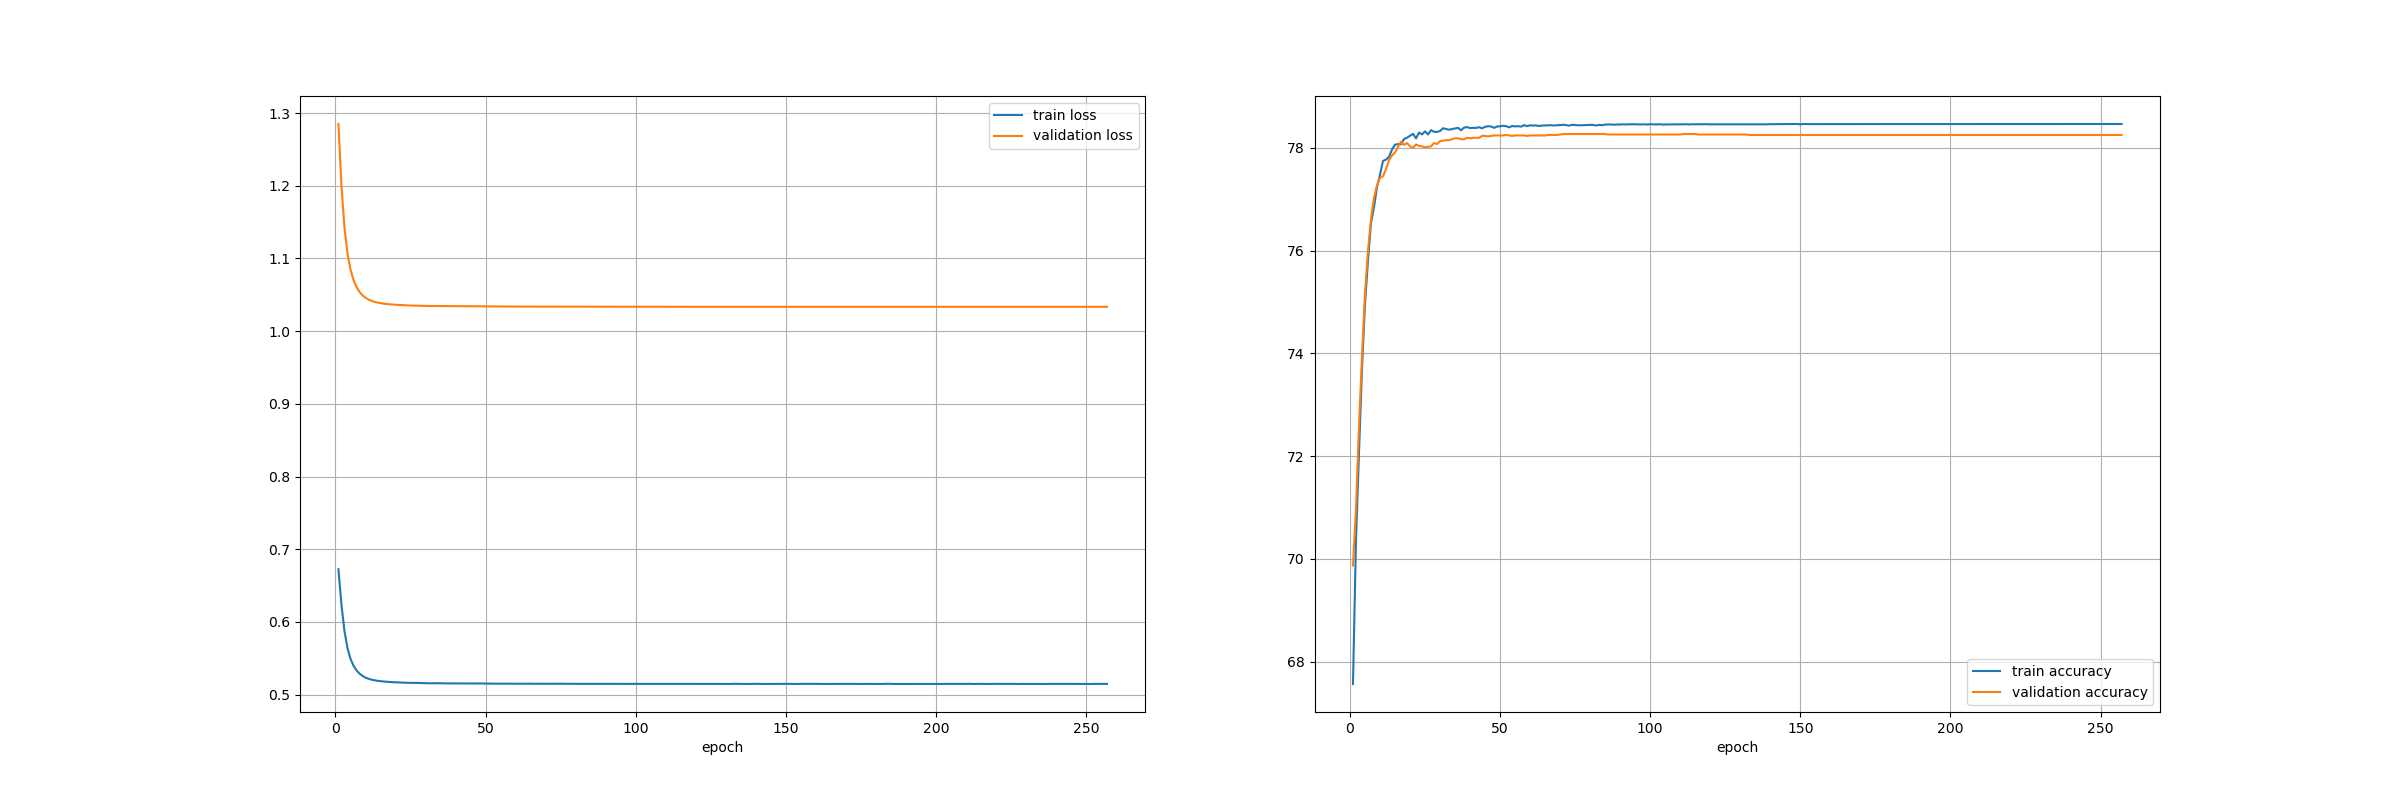 1.3
1.2
1.1
1.0
0.9
0.8
0.7
0.6
0.5
0 50 100 150 200 250
epoch
train loss
validation loss
78
76
74
72
70
68
0 50 100 150 200 250
epoch
train accuracy
validation accuracy